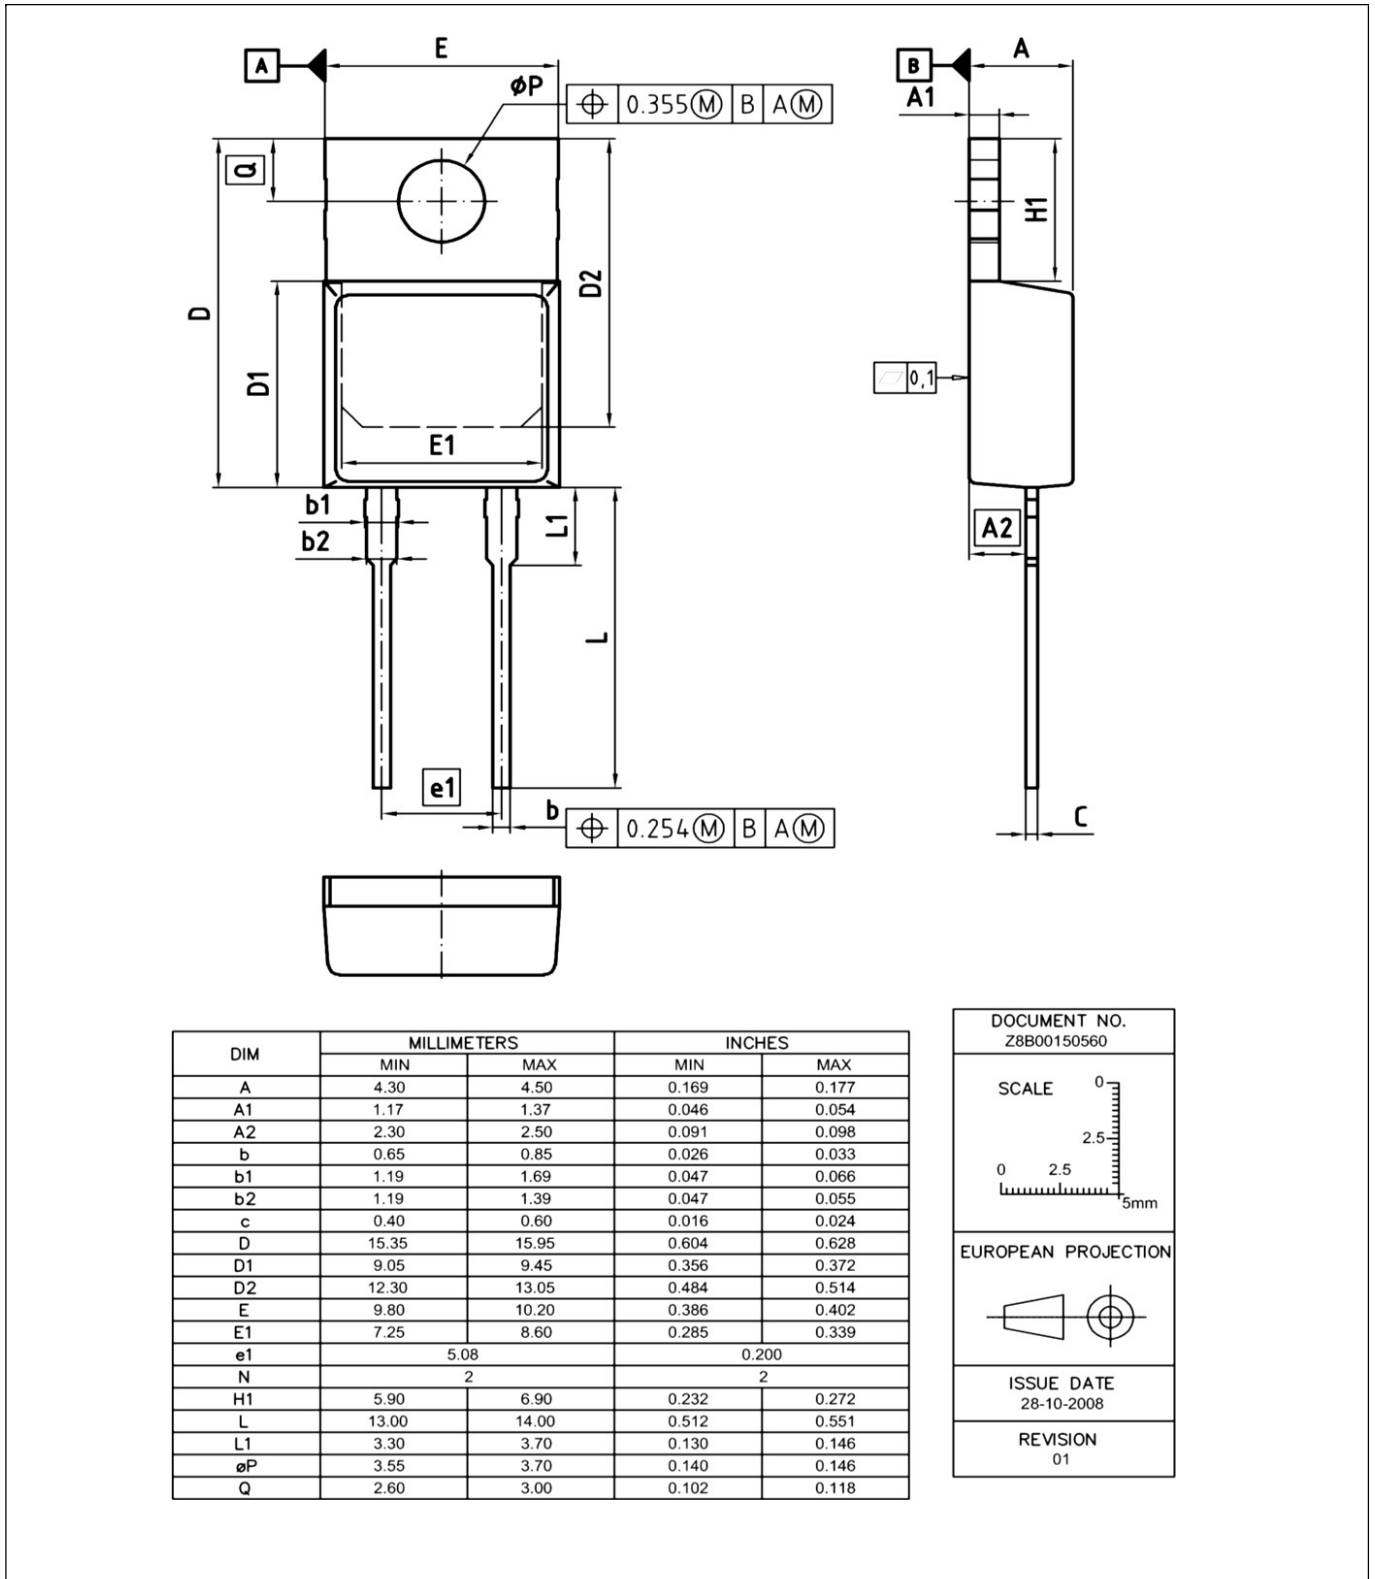 A
E
øP
0.355 Ⓜ B A Ⓜ
Q
D
D1
D2
E1
b1
b2
L1
L
e1
b
0.254 Ⓜ B A Ⓜ
B
A
A1
H1
0,1
A2
C
DIM MILLIMETERS INCHES
MIN MAX MIN MAX
A 4.30 4.50 0.169 0.177
A1 1.17 1.37 0.046 0.054
A2 2.30 2.50 0.091 0.098
b 0.65 0.85 0.026 0.033
b1 1.19 1.69 0.047 0.066
b2 1.19 1.39 0.047 0.055
c 0.40 0.60 0.016 0.024
D 15.35 15.95 0.604 0.628
D1 9.05 9.45 0.356 0.372
D2 12.30 13.05 0.484 0.514
E 9.80 10.20 0.386 0.402
E1 7.25 8.60 0.285 0.339
e1 5.08 0.200
N 2 2
H1 5.90 6.90 0.232 0.272
L 13.00 14.00 0.512 0.551
L1 3.30 3.70 0.130 0.146
øP 3.55 3.70 0.140 0.146
Q 2.60 3.00 0.102 0.118
DOCUMENT NO.
Z8B00150560
SCALE 0
2.5
0 2.5
5mm
EUROPEAN PROJECTION
ISSUE DATE
28-10-2008
REVISION
01